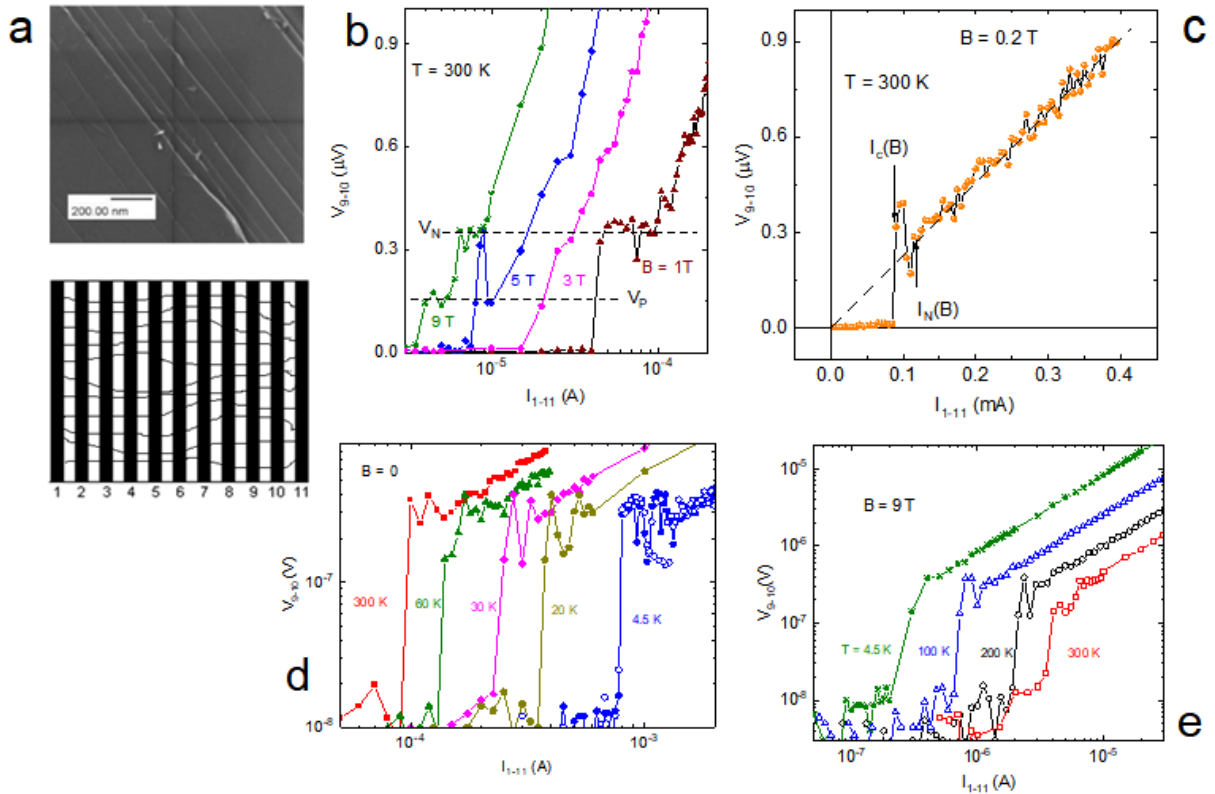 a
200.00 nm
1 2 3 4 5 6 7 8 9 10 11
b
T = 300 K
0.9
0.6
0.3
0.0
V9-10 (μV)
VN
VP
9 T
5 T
3 T
B = 1T
10-5
10-4
I1-11 (A)
c
B = 0.2 T
T = 300 K
0.9
0.6
0.3
0.0
V9-10 (μV)
Ic(B)
IN(B)
0.0 0.1 0.2 0.3 0.4
I1-11 (mA)
d
B = 0
10-7
10-8
V9-10 (V)
300 K
60 K
30 K
20 K
4.5 K
10-4
10-3
I1-11 (A)
e
B = 9 T
10-5
10-6
10-7
10-8
V9-10(V)
T = 4.5 K
100 K
200 K
300 K
10-7
10-6
10-5
I1-11 (A)